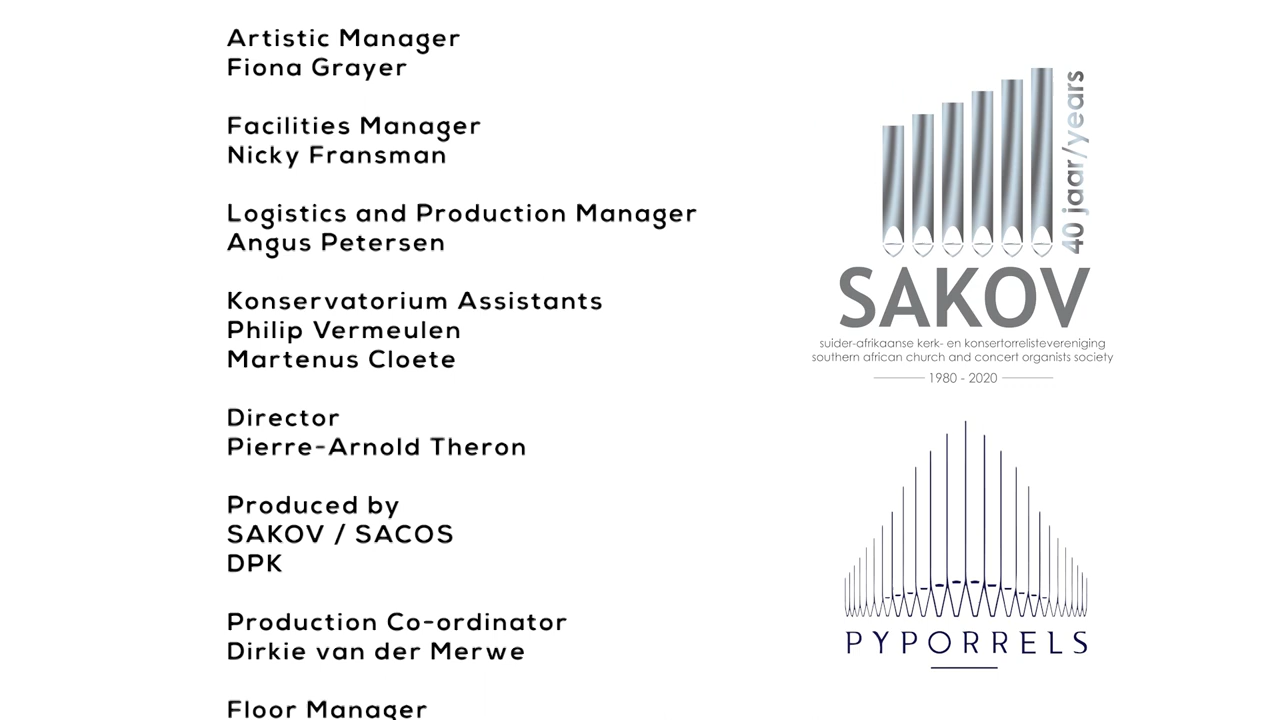 Artistic Manager
Fiona Grayer
Facilities Manager
Nicky Fransman
Logistics and Production Manager
Angus Petersen
Konservatorium Assistants
Philip Vermeulen
Martenus Cloete
Director
Pierre-Arnold Theron
Produced by
SAKOV / SACOS
DPK
Production Co-ordinator
Dirkie van der Merwe
Floor Manager
40 jaar/years
SAKOV
suider-afrikaanse kerk- en konsertorrelistevereniging
southern african church and concert organists society
1980 - 2020
PYPORRELS